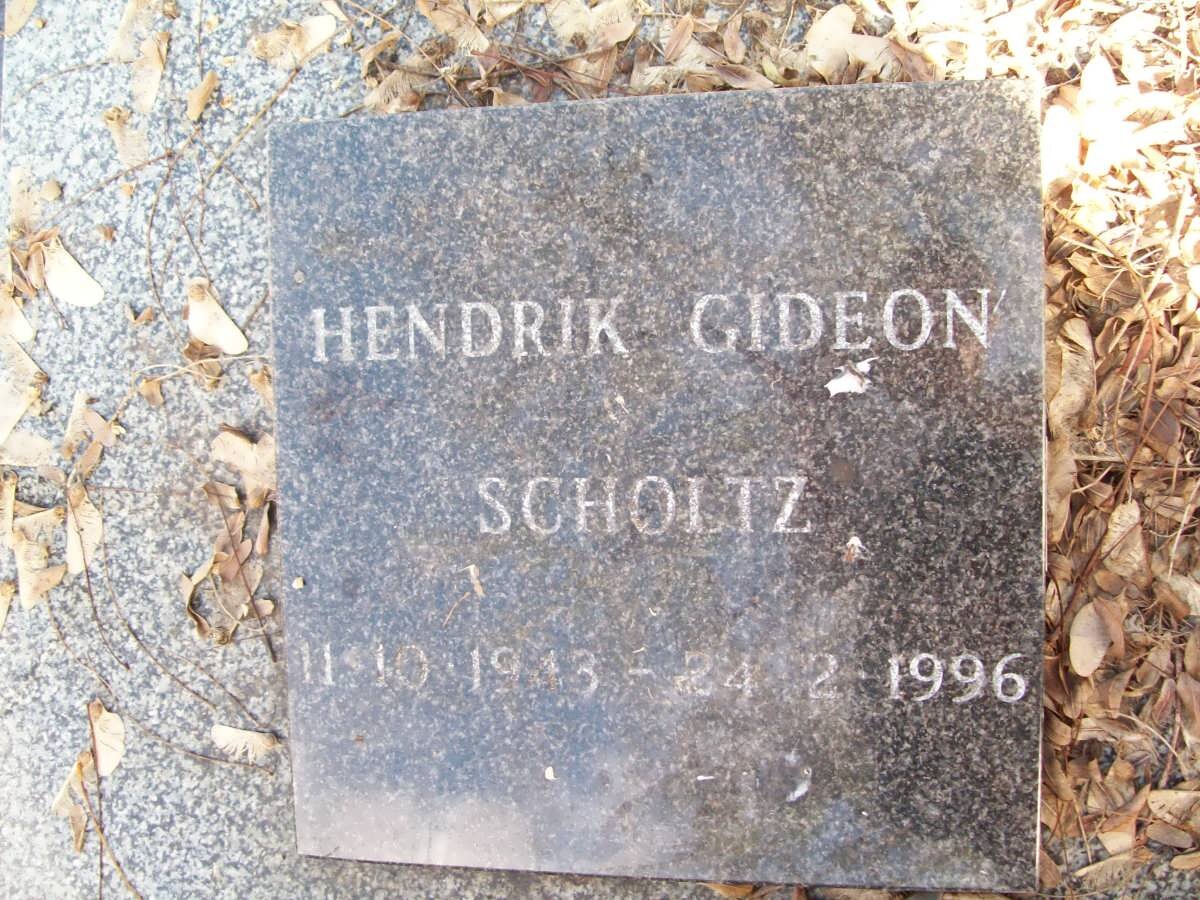 HENDRIK GIDEON
SCHOLTZ
11·10·1943 - 24·2·1996